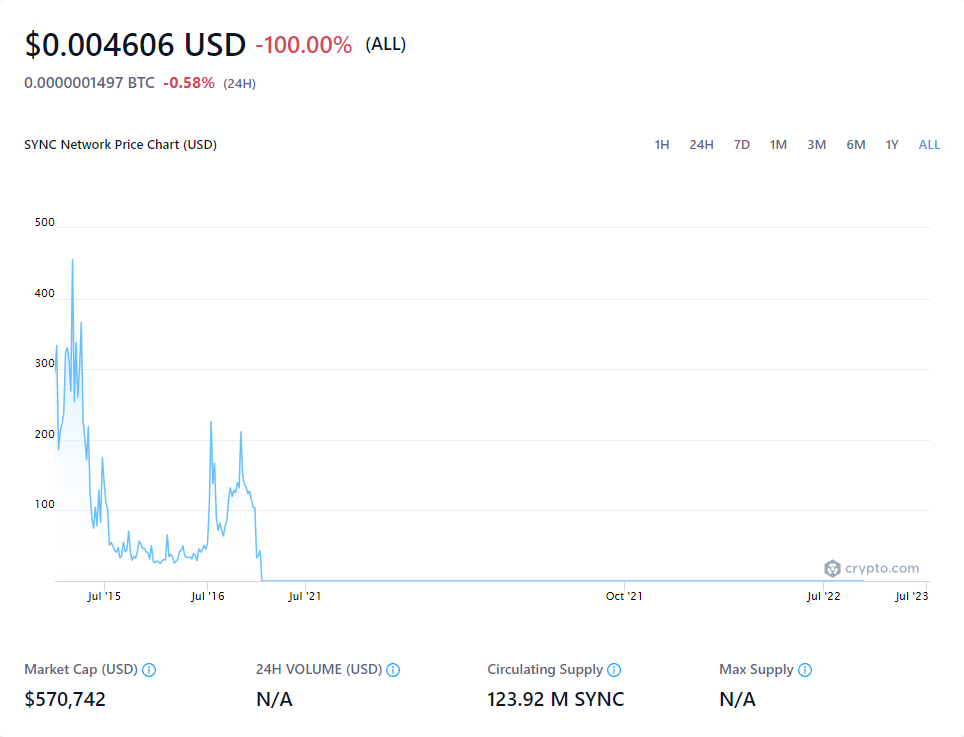 $0.004606 USD -100.00% (ALL)
0.0000001497 BTC -0.58% (24H)
SYNC Network Price Chart (USD) 1H 24H 7D 1M 3M 6M 1Y ALL
500
400
300
200
100
crypto.com
Jul '15 Jul '16 Jul '21 Oct '21 Jul '22 Jul '23
Market Cap (USD) 24H VOLUME (USD) Circulating Supply Max Supply
$570,742 N/A 123.92 M SYNC N/A